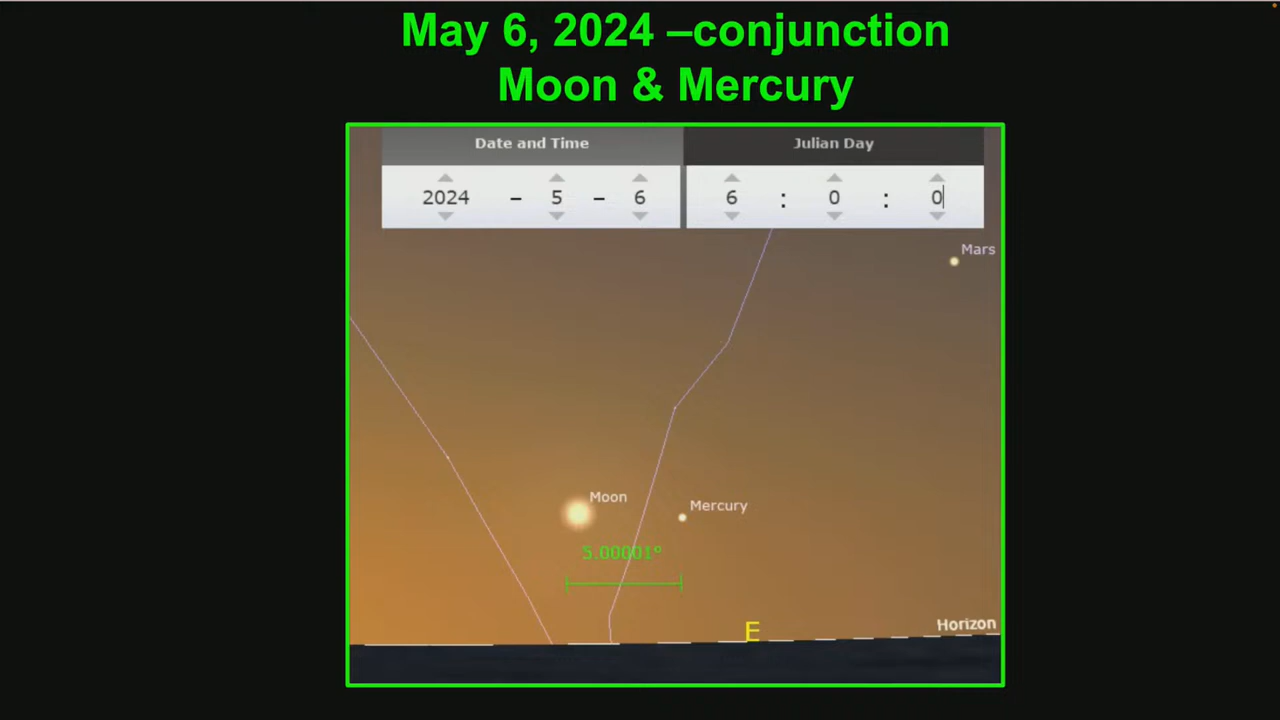 May 6, 2024 –conjunction
Moon & Mercury
Date and Time Julian Day
2024 – 5 – 6 6 : 0 : 0
Mars
Moon
Mercury
5.00001°
E
Horizon